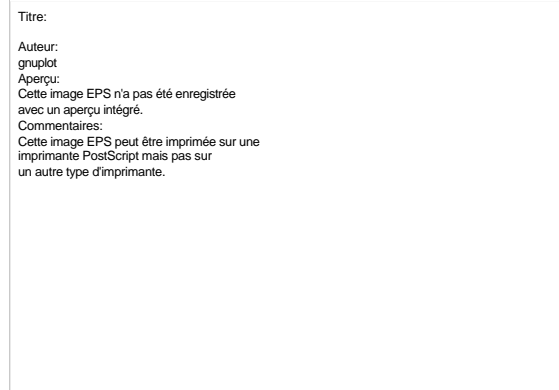 Titre:
Auteur:
gnuplot
Aperçu:
Cette image EPS n'a pas été enregistrée
avec un aperçu intégré.
Commentaires:
Cette image EPS peut être imprimée sur une
imprimante PostScript mais pas sur
un autre type d'imprimante.